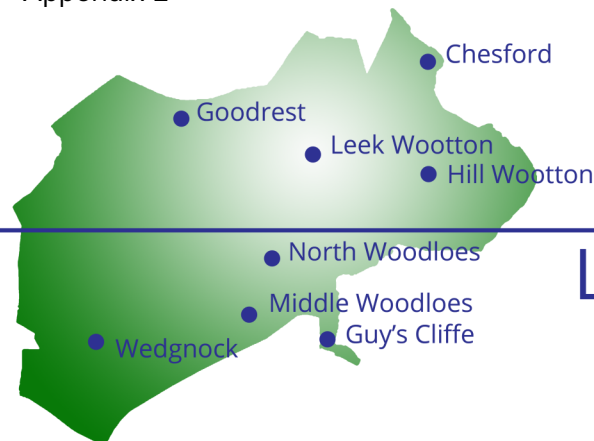 Chesford
Goodrest
Leek Wootton
Hill Wootton
North Woodloes
L
Middle Woodloes
Guy's Cliffe
Wedgnock